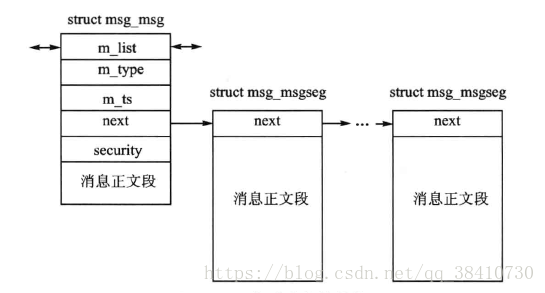 struct msg_msg
m_list
m_type
m_ts
next
security
消息正文段
struct msg_msgseg
next
消息正文段
...
struct msg_msgseg
next
消息正文段
https://blog.csdn.net/qq_38410730